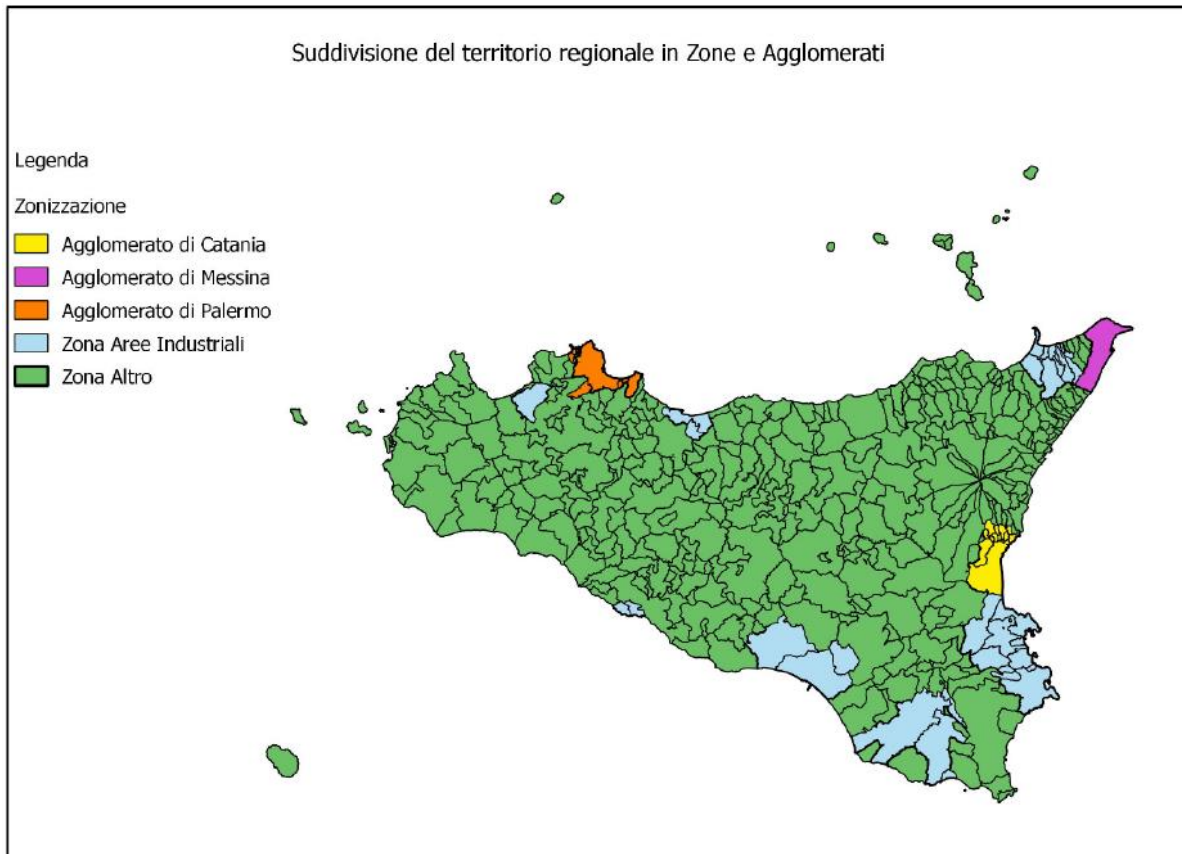 Suddivisione del territorio regionale in Zone e Agglomerati
Legenda
Zonizzazione
Agglomerato di Catania
Agglomerato di Messina
Agglomerato di Palermo
Zona Aree Industriali
Zona Altro